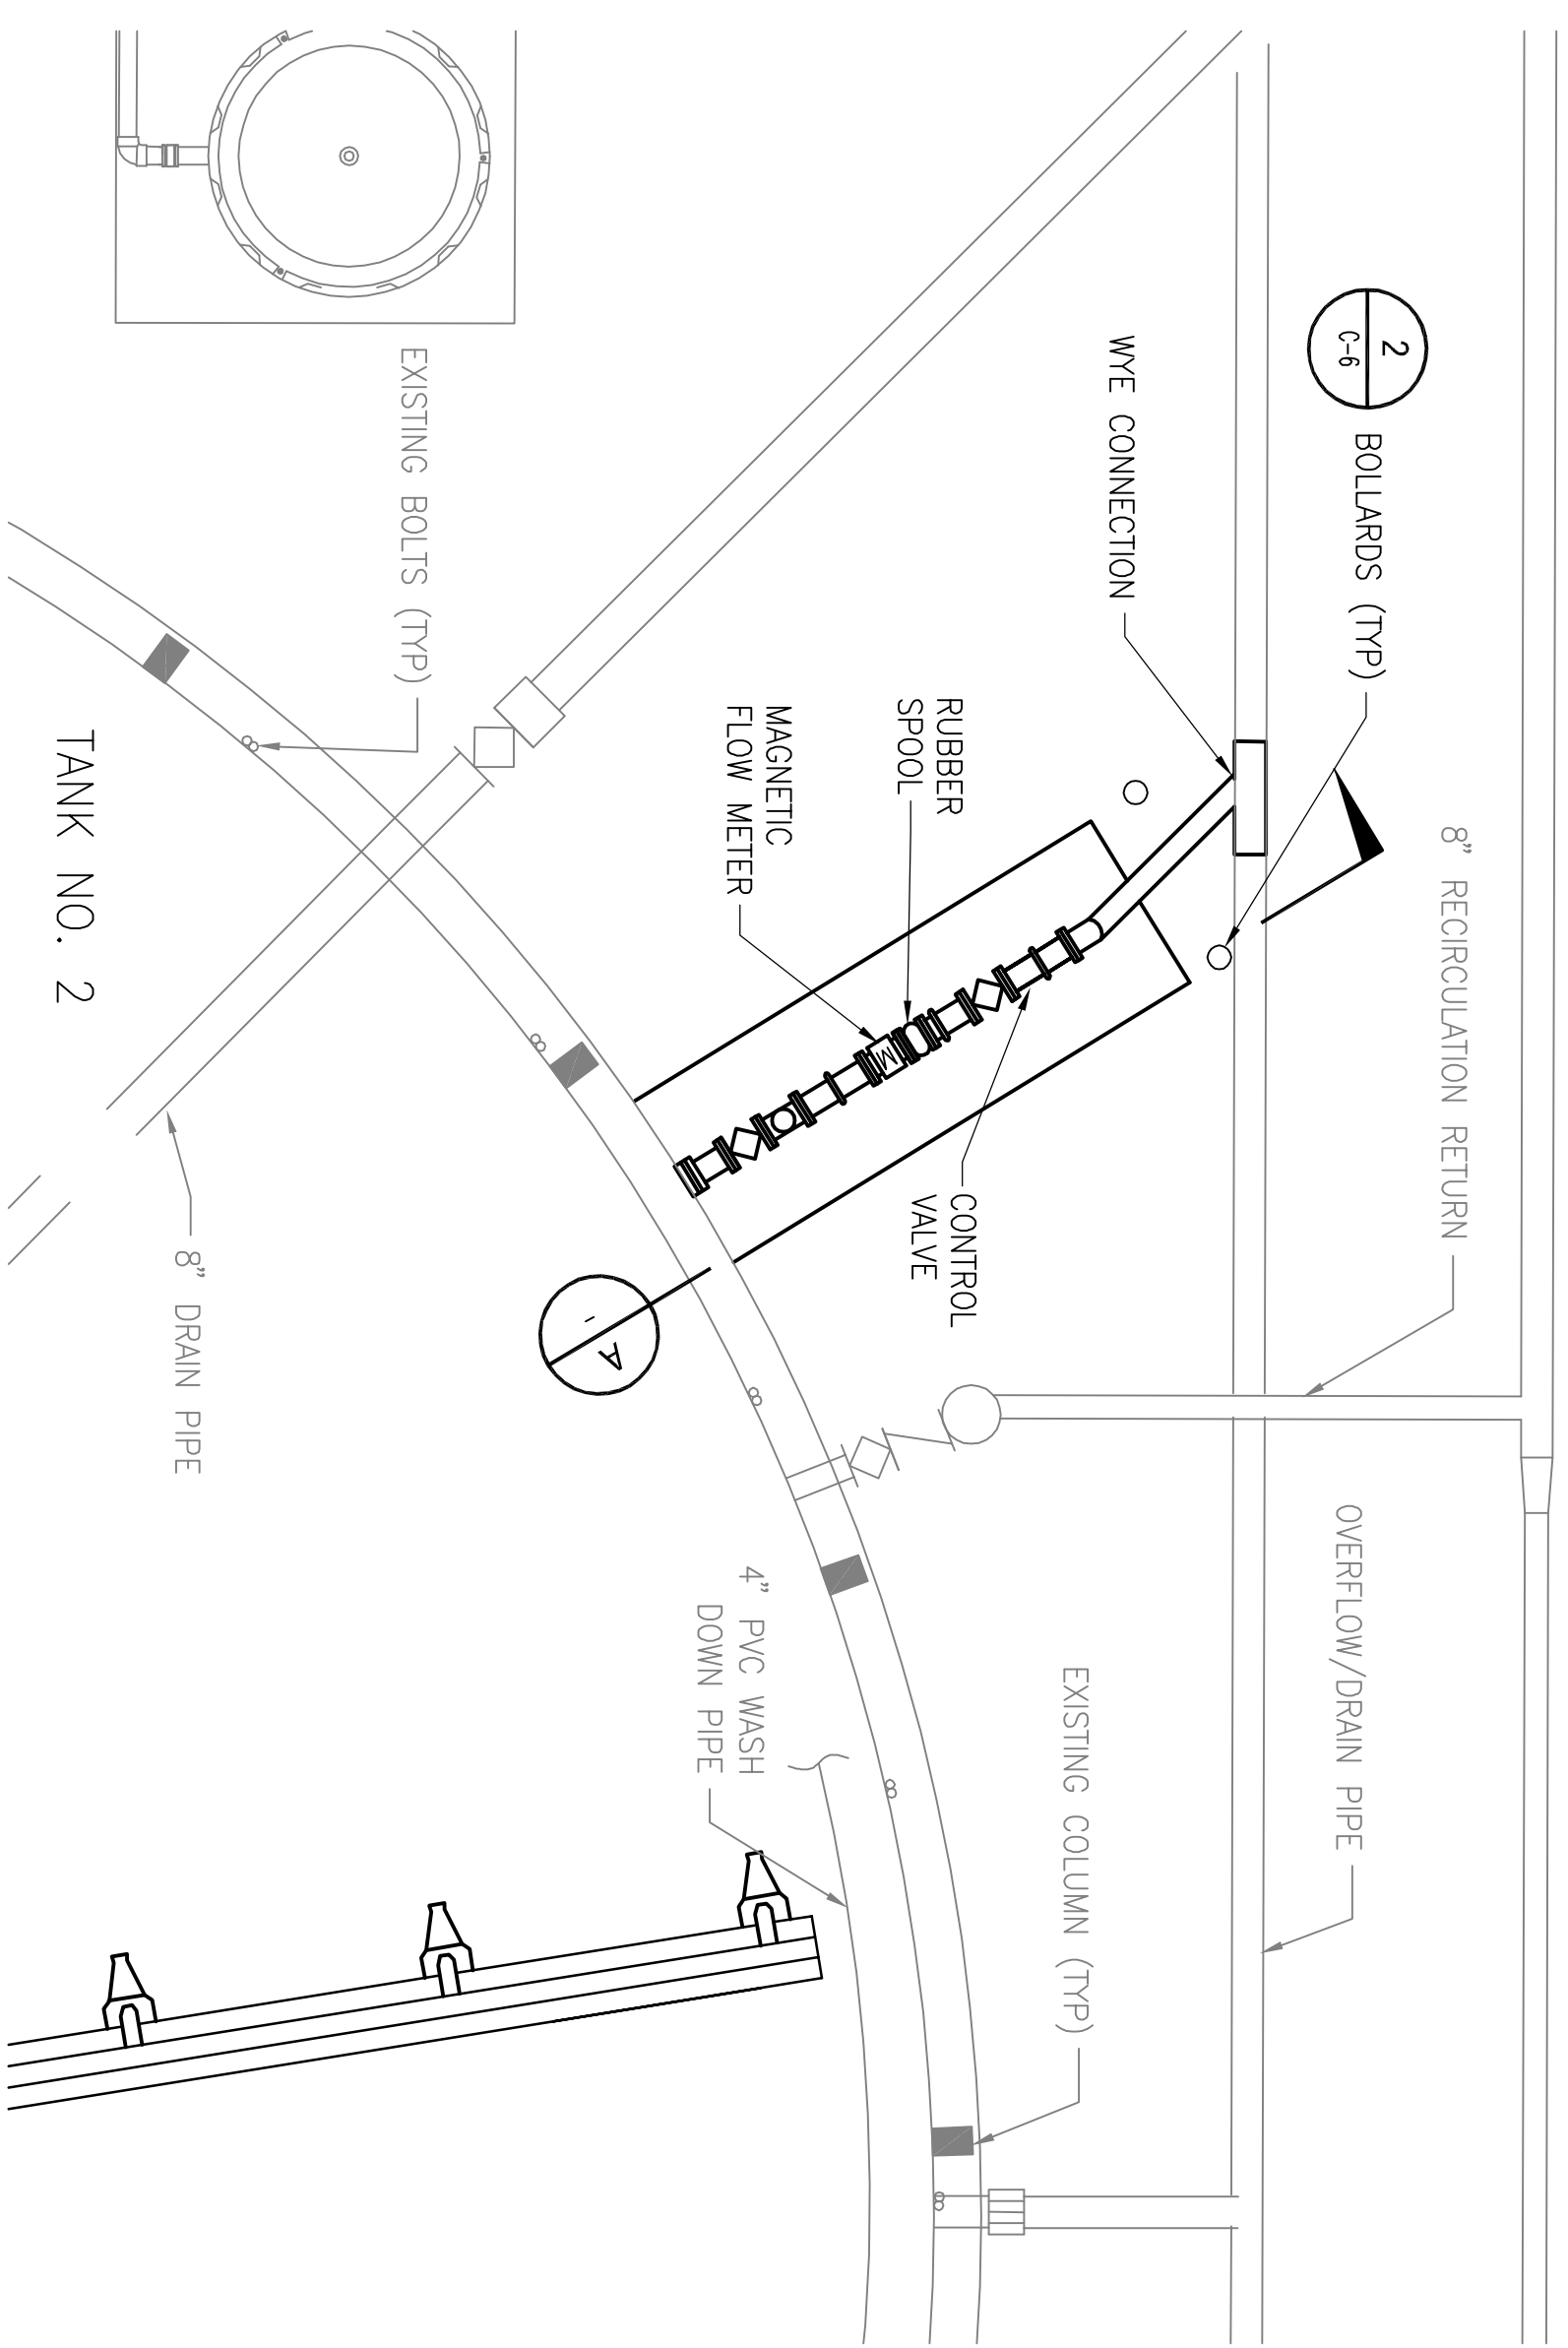 8" RECIRCULATION RETURN
2
C-6
BOLLARDS (TYP)
OVERFLOW/DRAIN PIPE
WYE CONNECTION
EXISTING COLUMN (TYP)
RUBBER
SPOOL
CONTROL
VALVE
MAGNETIC
FLOW METER
M
4" PVC WASH
DOWN PIPE
A
-
EXISTING BOLTS (TYP)
8" DRAIN PIPE
TANK NO. 2